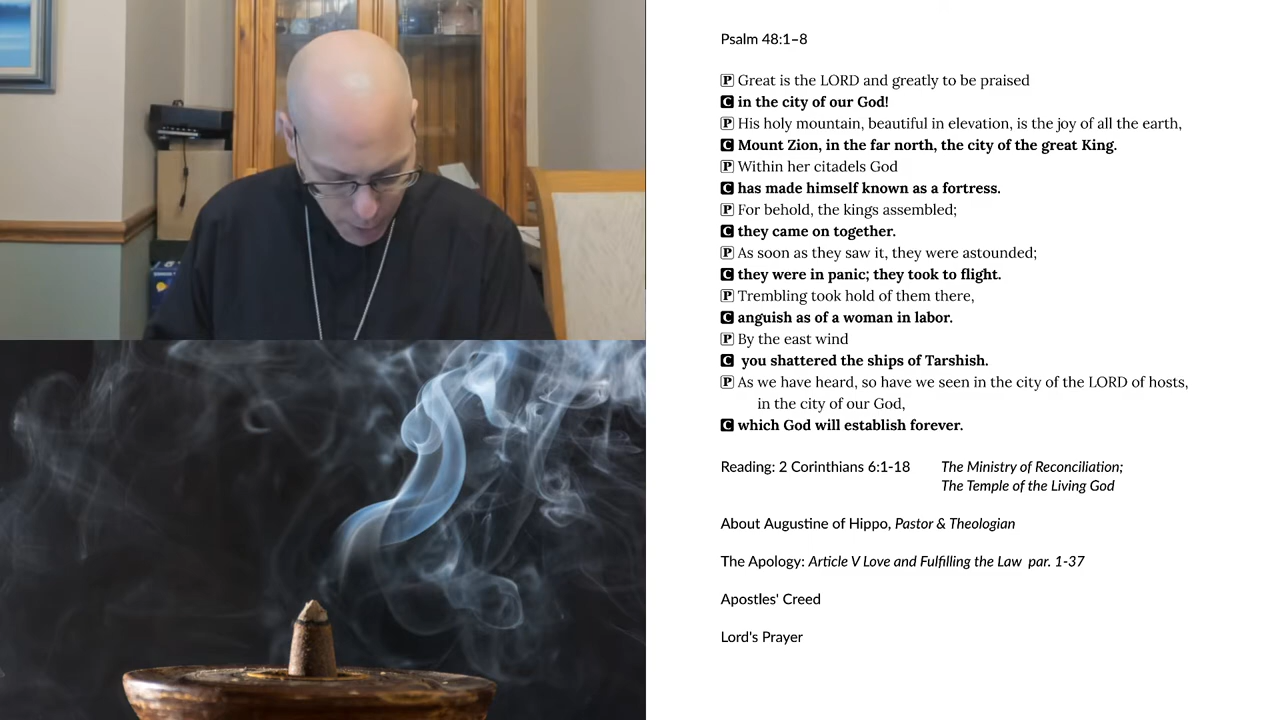 Psalm 48:1–8
P Great is the LORD and greatly to be praised
C in the city of our God!
P His holy mountain, beautiful in elevation, is the joy of all the earth,
C Mount Zion, in the far north, the city of the great King.
P Within her citadels God
C has made himself known as a fortress.
P For behold, the kings assembled;
C they came on together.
P As soon as they saw it, they were astounded;
C they were in panic; they took to flight.
P Trembling took hold of them there,
C anguish as of a woman in labor.
P By the east wind
C you shattered the ships of Tarshish.
P As we have heard, so have we seen in the city of the LORD of hosts,
in the city of our God,
C which God will establish forever.
Reading: 2 Corinthians 6:1-18 The Ministry of Reconciliation;
The Temple of the Living God
About Augustine of Hippo, Pastor & Theologian
The Apology: Article V Love and Fulfilling the Law par. 1-37
Apostles' Creed
Lord's Prayer